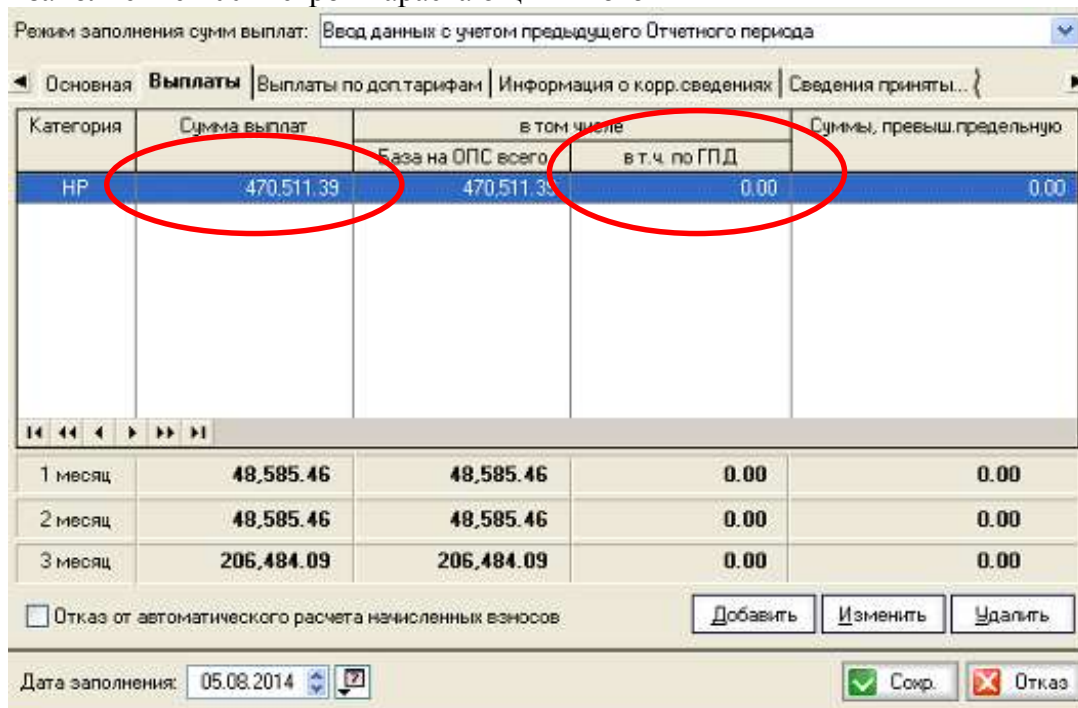 Режим заполнения сумм выплат: Ввод данных с учетом предыдущего Отчетного периода
Основная Выплаты Выплаты по доп.тарифам Информация о корр.сведениях Сведения приняты...
Категория Сумма выплат в том числе Суммы, превыш.предельную
База на ОПС всего в т.ч. по ГПД
НР 470,511.39 470,511.39 0.00 0.00
1 месяц 48,585.46 48,585.46 0.00 0.00
2 месяц 48,585.46 48,585.46 0.00 0.00
3 месяц 206,484.09 206,484.09 0.00 0.00
Отказ от автоматического расчета начисленных взносов Добавить Изменить Удалить
Дата заполнения: 05.08.2014 Сохр. Отказ